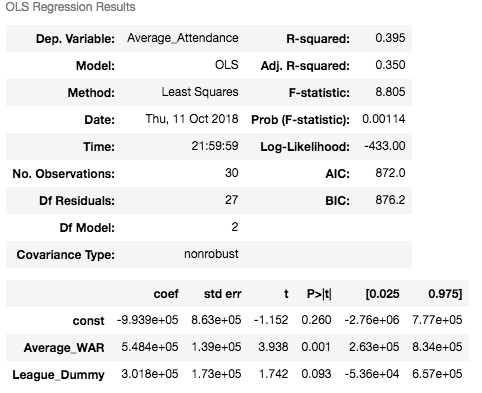 OLS Regression Results
Dep. Variable: Average_Attendance R-squared: 0.395
Model: OLS Adj. R-squared: 0.350
Method: Least Squares F-statistic: 8.805
Date: Thu, 11 Oct 2018 Prob (F-statistic): 0.00114
Time: 21:59:59 Log-Likelihood: -433.00
No. Observations: 30 AIC: 872.0
Df Residuals: 27 BIC: 876.2
Df Model: 2
Covariance Type: nonrobust
coef std err t P>|t| [0.025 0.975]
const -9.939e+05 8.63e+05 -1.152 0.260 -2.76e+06 7.77e+05
Average_WAR 5.484e+05 1.39e+05 3.938 0.001 2.63e+05 8.34e+05
League_Dummy 3.018e+05 1.73e+05 1.742 0.093 -5.36e+04 6.57e+05